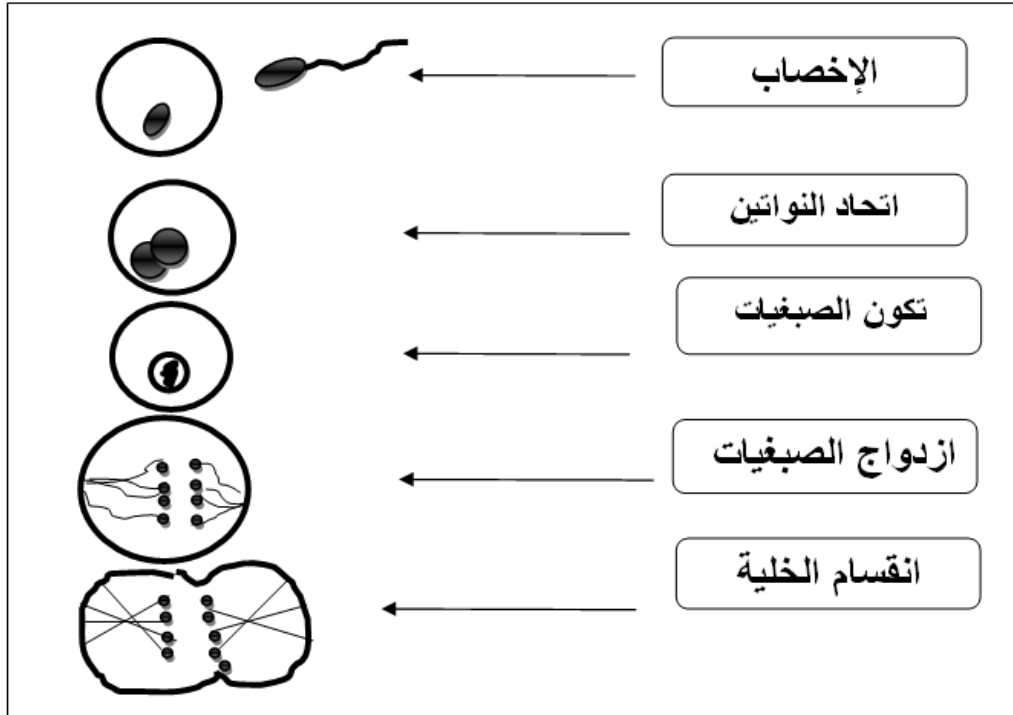 الإخصاب
اتحاد النواتين
تكون الصبغيات
ازدواج الصبغيات
انقسام الخلية